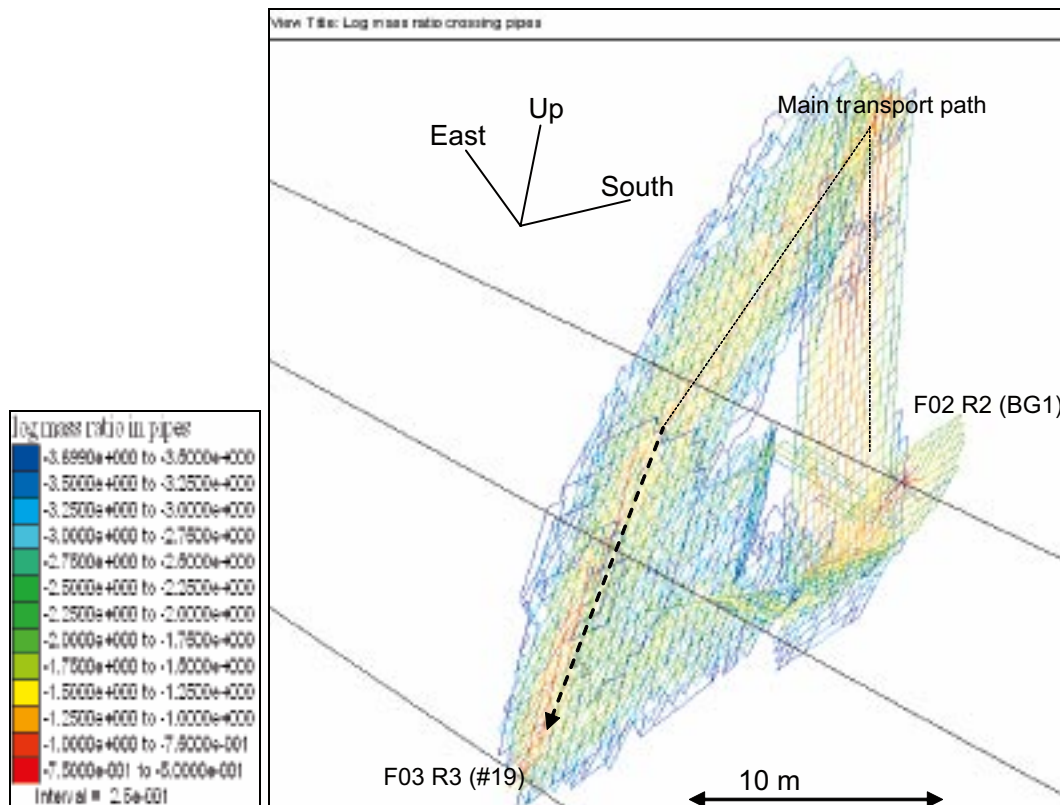 View Title: Log mass ratio crossing pipes
Main transport path
Up
East
South
F02 R2 (BG1)
F03 R3 (#19)
10 m
log mass ratio in pipes
-3.6990e+000 to -3.5000e+000
-3.5000e+000 to -3.2500e+000
-3.2500e+000 to -3.0000e+000
-3.0000e+000 to -2.7500e+000
-2.7500e+000 to -2.5000e+000
-2.5000e+000 to -2.2500e+000
-2.2500e+000 to -2.0000e+000
-2.0000e+000 to -1.7500e+000
-1.7500e+000 to -1.5000e+000
-1.5000e+000 to -1.2500e+000
-1.2500e+000 to -1.0000e+000
-1.0000e+000 to -7.5000e-001
-7.5000e-001 to -5.0000e-001
Interval = 2.5e-001